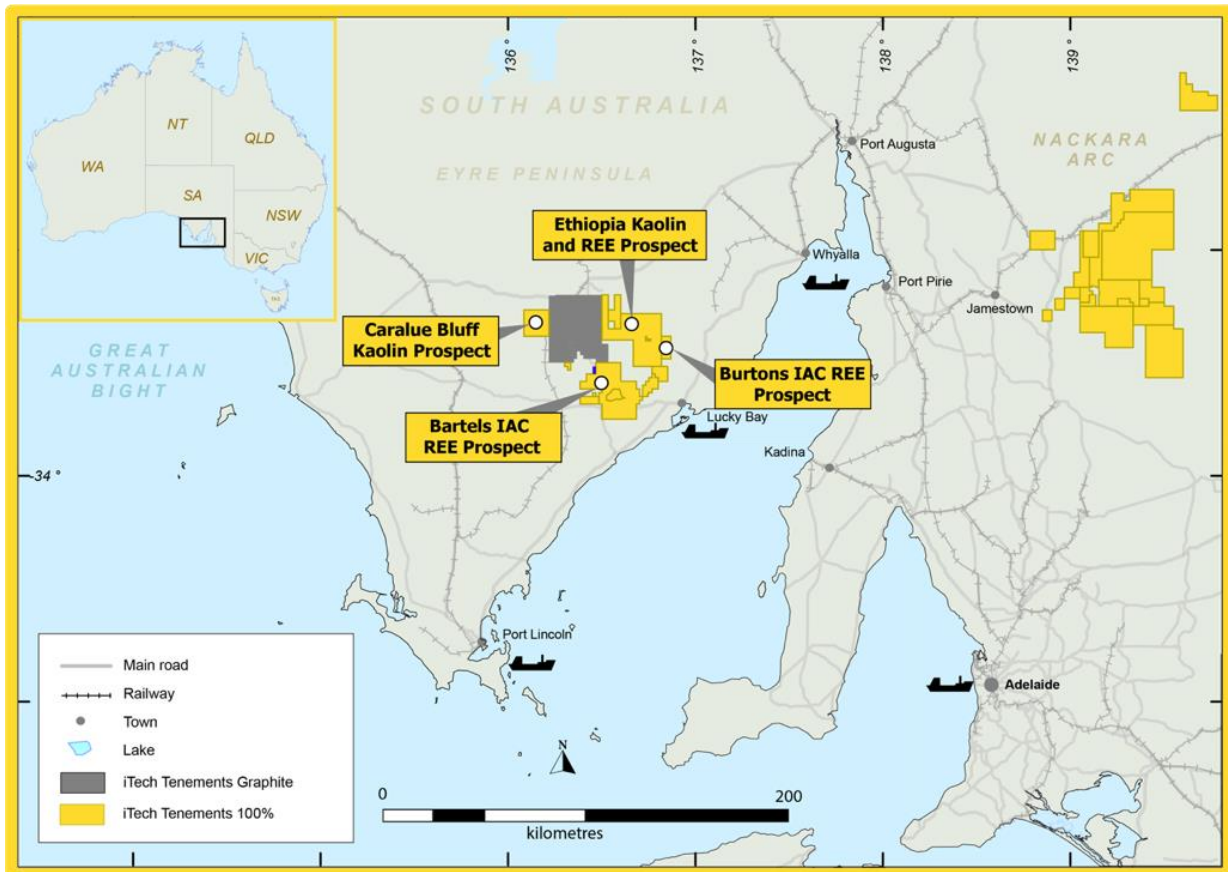 WA
NT
QLD
SA
NSW
VIC
TAS
136 °
137 °
138 °
139 °
-34 °
SOUTH AUSTRALIA
EYRE PENINSULA
NACKARA
ARC
GREAT
AUSTRALIAN
BIGHT
Port Augusta
Ethiopia Kaolin
and REE Prospect
Whyalla
Port Pirie
Jamestown
Caralue Bluff
Kaolin Prospect
Burtons IAC REE
Prospect
Bartels IAC
REE Prospect
Lucky Bay
Kadina
Port Lincoln
Adelaide
Main road
Railway
Town
Lake
iTech Tenements Graphite
iTech Tenements 100%
N
0
200
kilometres